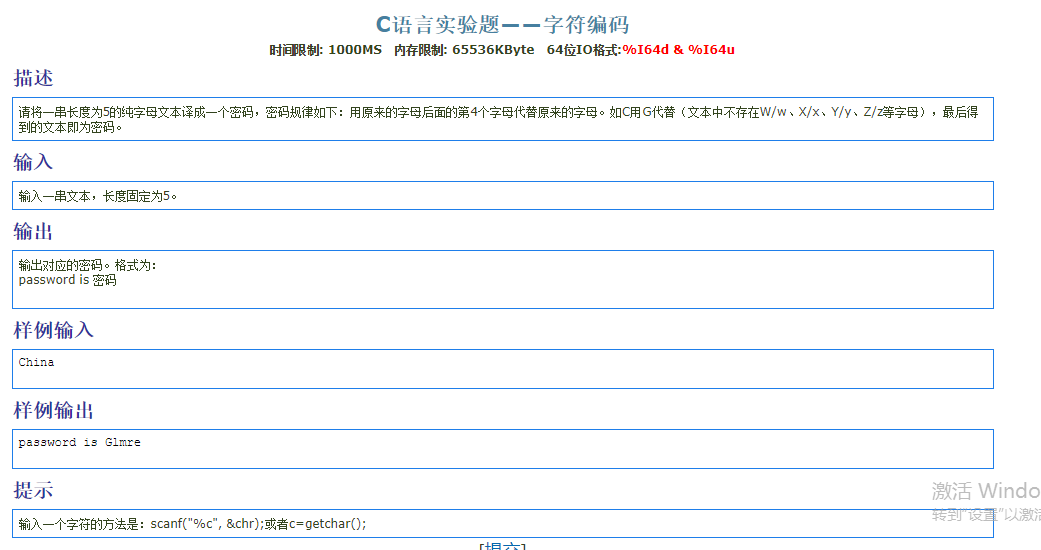 C语言实验题——字符编码
时间限制: 1000MS 内存限制: 65536KByte 64位IO格式:%I64d & %I64u
描述
请将一串长度为5的纯字母文本译成一个密码，密码规律如下：用原来的字母后面的第4个字母代替原来的字母。如C用G代替（文本中不存在W/w、X/x、Y/y、Z/z等字母），最后得
到的文本即为密码。
输入
输入一串文本，长度固定为5。
输出
输出对应的密码。格式为：
password is 密码
样例输入
China
样例输出
password is Glmre
提示
输入一个字符的方法是：scanf("%c", &chr);或者c=getchar();
激活 Windo
转到"设置"以激活
[提交]